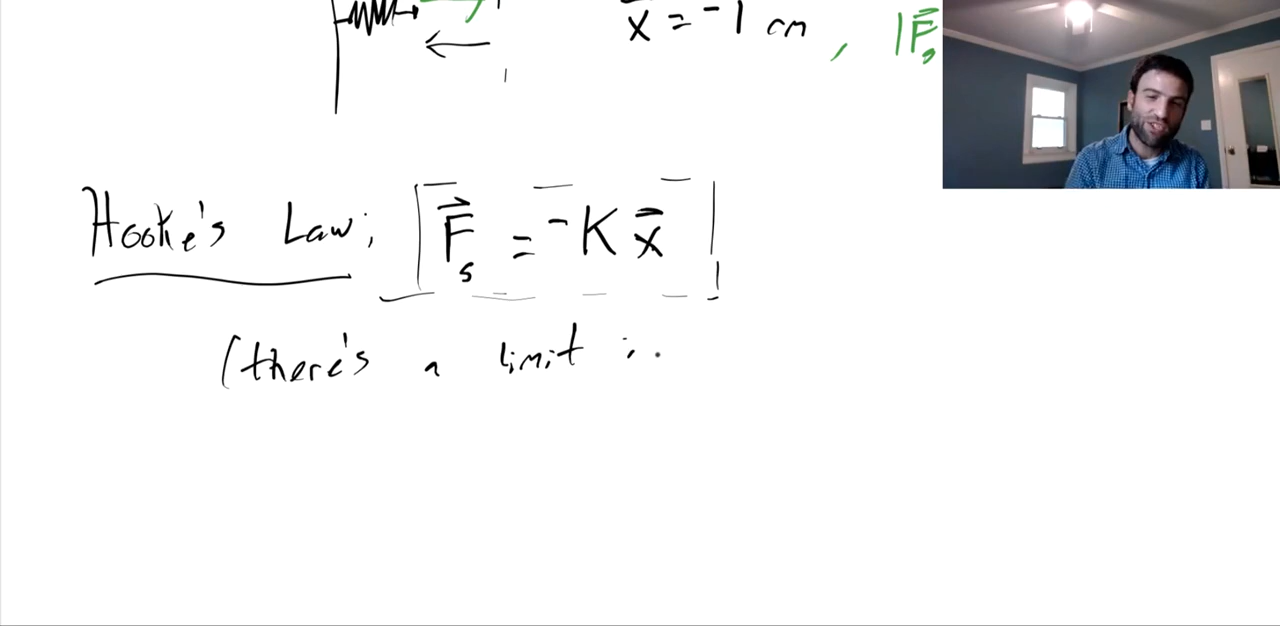 x⃗ = -1 cm , |F⃗s
Hooke's Law; F⃗s = -K x⃗
(there's a limit ...